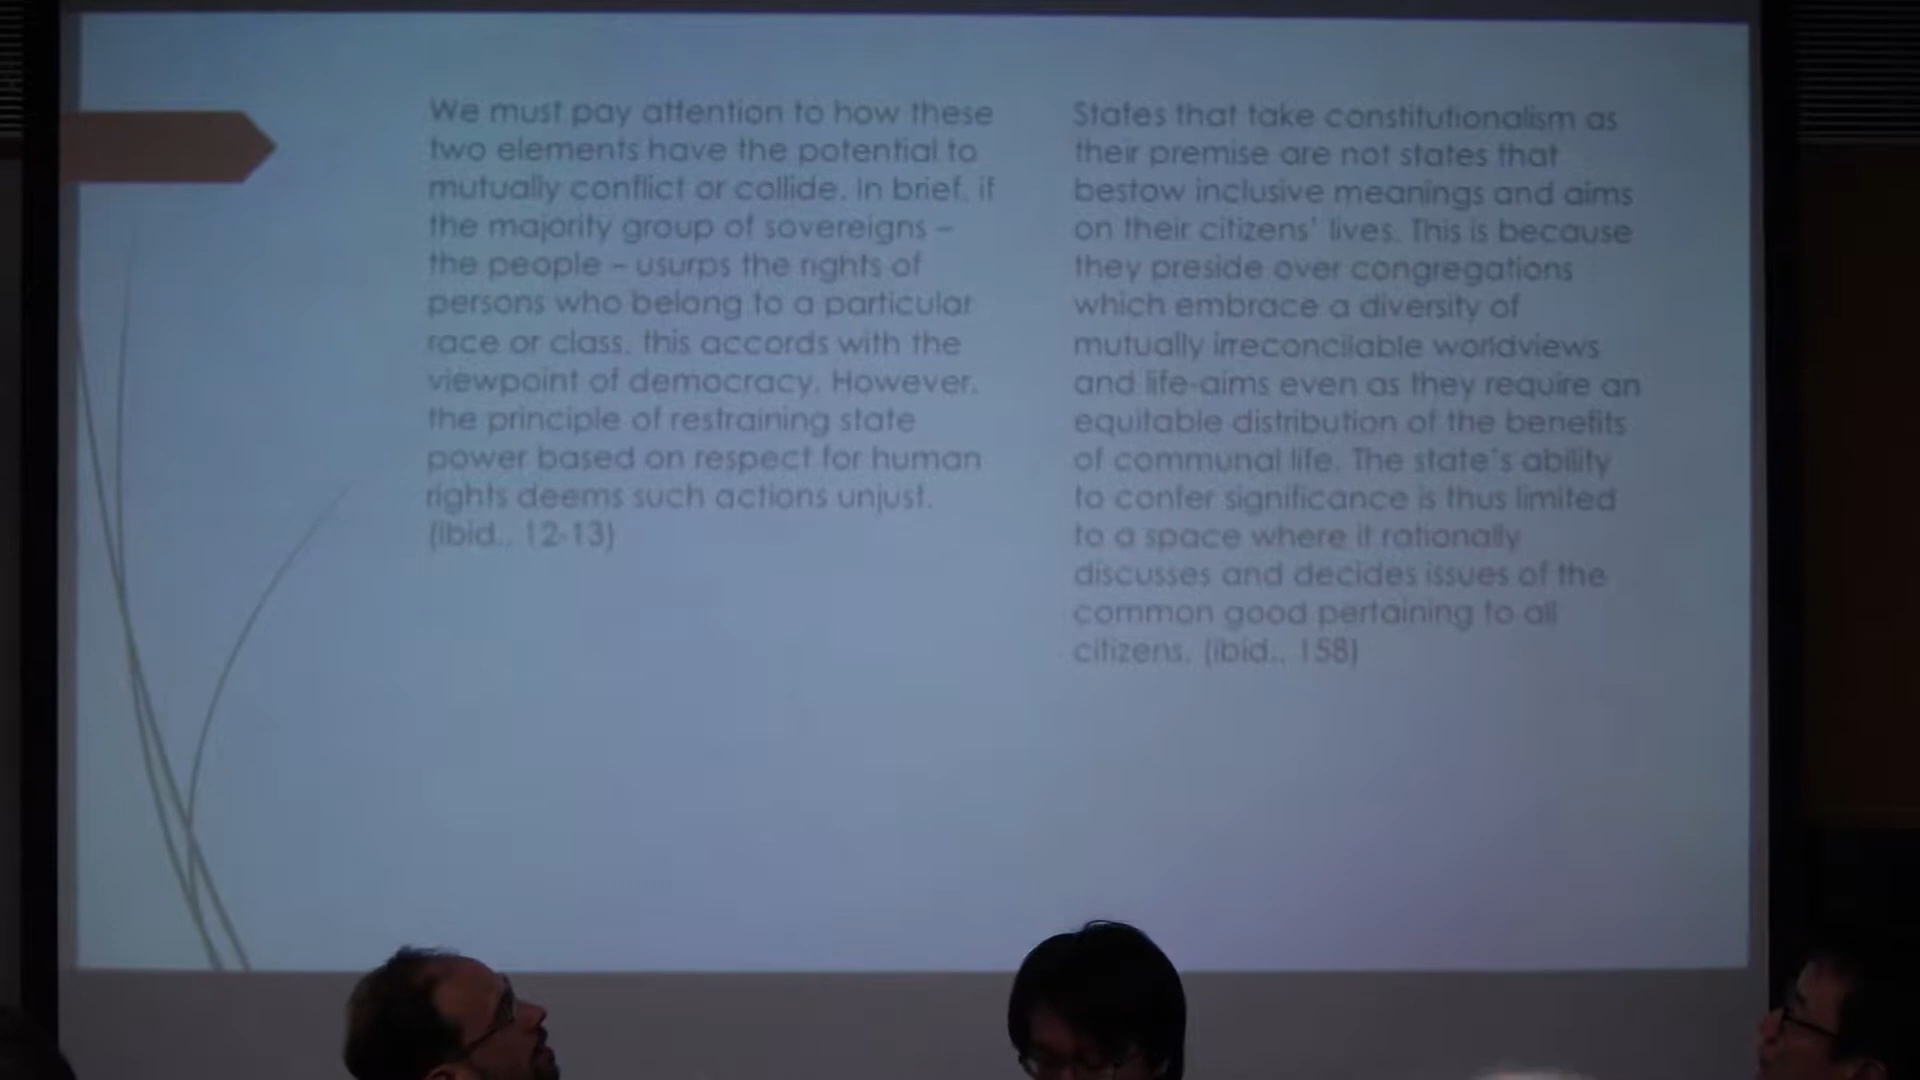 We must pay attention to how these
two elements have the potential to
mutually conflict or collide. In brief, if
the majority group of sovereigns –
the people – usurps the rights of
persons who belong to a particular
race or class, this accords with the
viewpoint of democracy. However,
the principle of restraining state
power based on respect for human
rights deems such actions unjust.
(ibid., 12-13)
States that take constitutionalism as
their premise are not states that
bestow inclusive meanings and aims
on their citizens' lives. This is because
they preside over congregations
which embrace a diversity of
mutually irreconcilable worldviews
and life-aims even as they require an
equitable distribution of the benefits
of communal life. The state's ability
to confer significance is thus limited
to a space where it rationally
discusses and decides issues of the
common good pertaining to all
citizens. (ibid., 158)